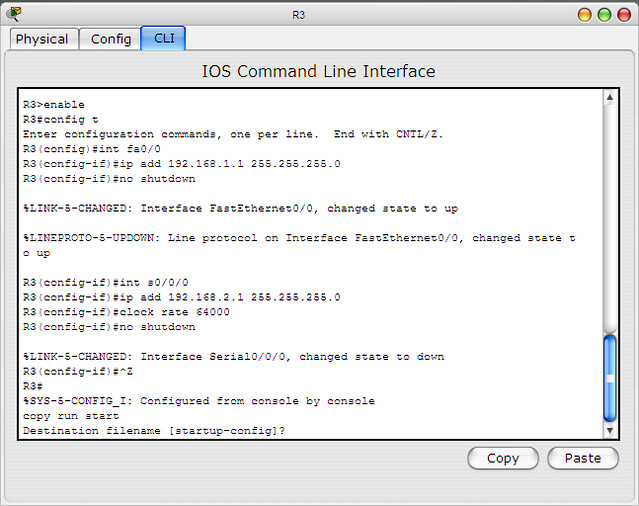 R3
Physical Config CLI
IOS Command Line Interface
R3>enable
R3#config t
Enter configuration commands, one per line.  End with CNTL/Z.
R3(config)#int fa0/0
R3(config-if)#ip add 192.168.1.1 255.255.255.0
R3(config-if)#no shutdown
%LINK-5-CHANGED: Interface FastEthernet0/0, changed state to up
%LINEPROTO-5-UPDOWN: Line protocol on Interface FastEthernet0/0, changed state t
o up
R3(config-if)#int s0/0/0
R3(config-if)#ip add 192.168.2.1 255.255.255.0
R3(config-if)#clock rate 64000
R3(config-if)#no shutdown
%LINK-5-CHANGED: Interface Serial0/0/0, changed state to down
R3(config-if)#^Z
R3#
%SYS-5-CONFIG_I: Configured from console by console
copy run start
Destination filename [startup-config]?
Copy Paste